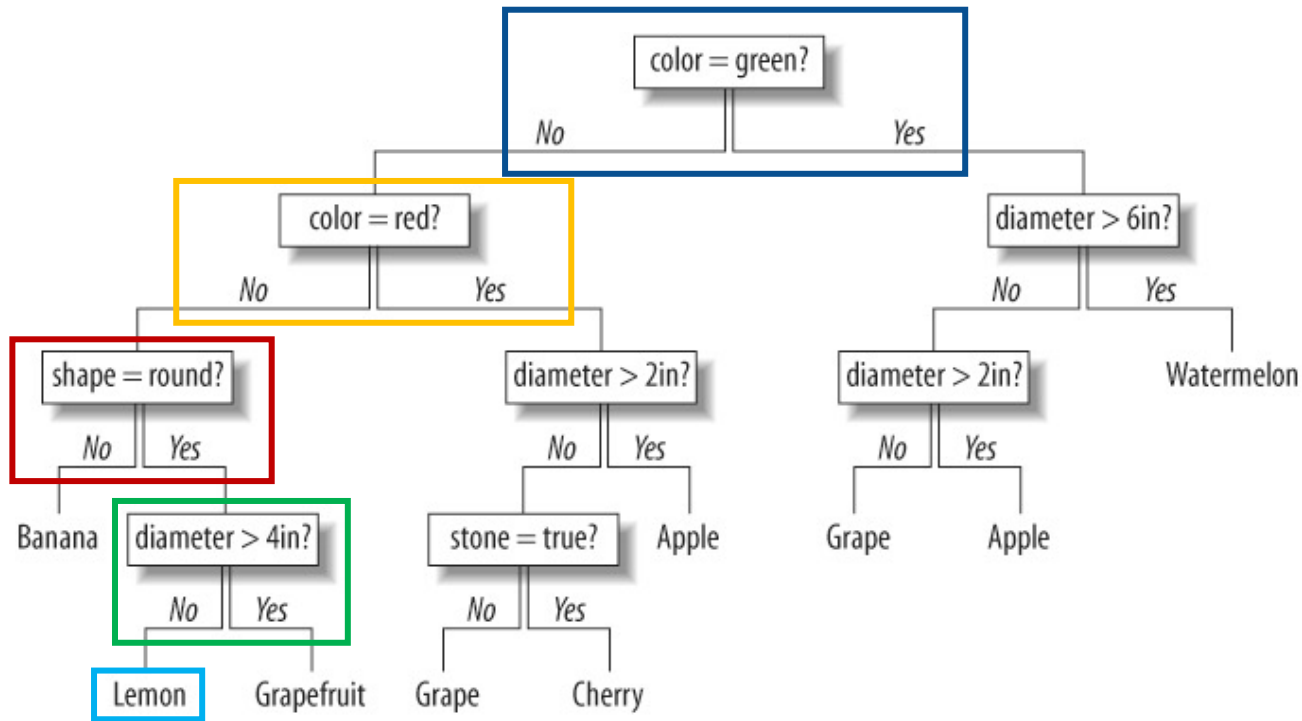 color = green?
No
Yes
color = red?
diameter > 6in?
No
Yes
No
Yes
shape = round?
diameter > 2in?
diameter > 2in?
Watermelon
No
Yes
No
Yes
No
Yes
Banana
diameter > 4in?
stone = true?
Apple
Grape
Apple
No
Yes
No
Yes
Lemon
Grapefruit
Grape
Cherry